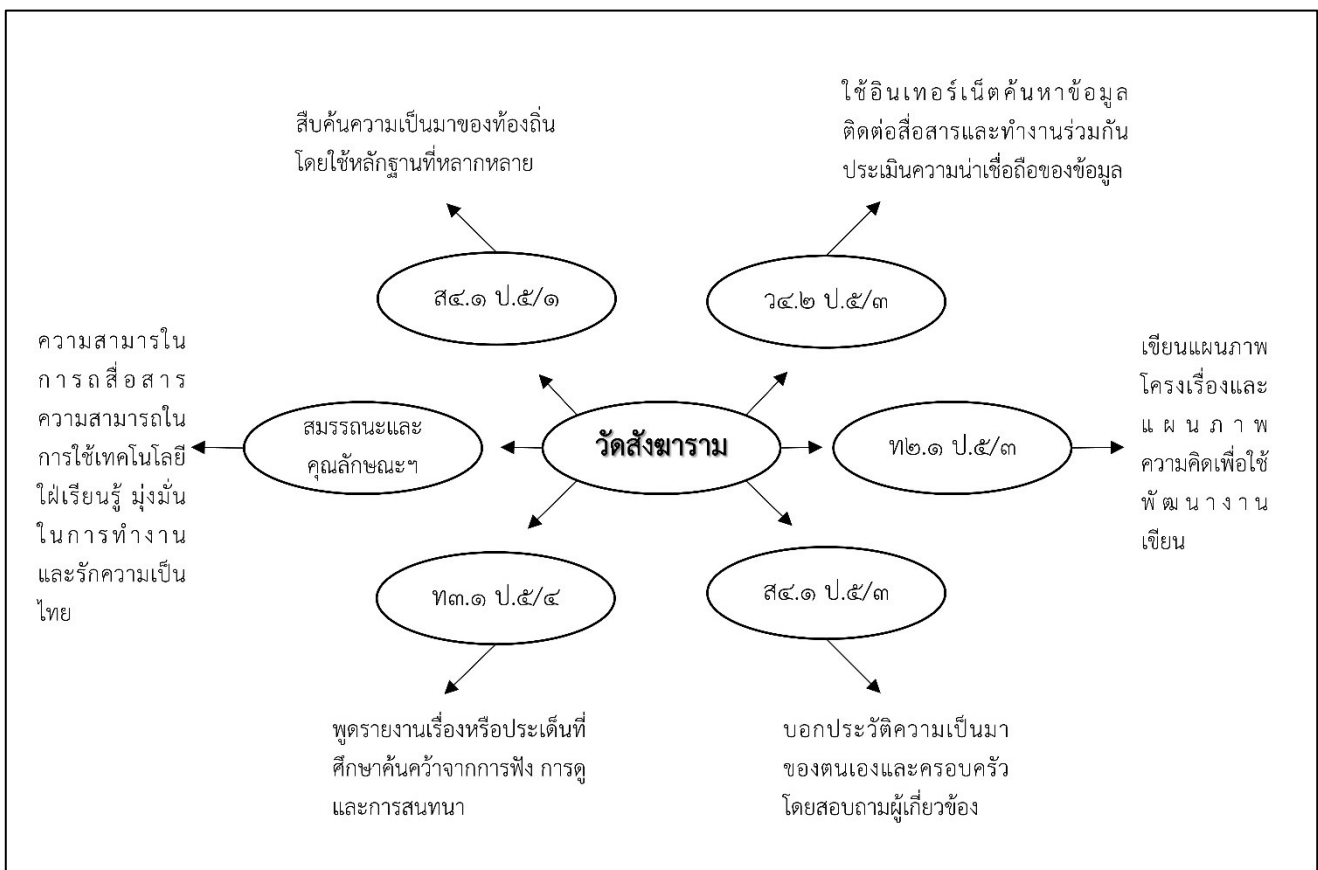 สืบค้นความเป็นมาของท้องถิ่น
โดยใช้หลักฐานที่หลากหลาย
ใช้อินเทอร์เน็ตค้นหาข้อมูล
ติดต่อสื่อสารและทำงานร่วมกัน
ประเมินความน่าเชื่อถือของข้อมูล
ส๔.๑ ป.๕/๑
ว๔.๒ ป.๕/๓
ความสามารใน
การถสื่อสาร
ความสามารถใน
การใช้เทคโนโลยี
ใฝ่เรียนรู้ มุ่งมั่น
ในการทำงาน
และรักความเป็น
ไทย
สมรรถนะและ
คุณลักษณะฯ
วัดสังฆาราม
ท๒.๑ ป.๕/๓
เขียนแผนภาพ
โครงเรื่องและ
แผนภาพ
ความคิดเพื่อใช้
พัฒนางาน
เขียน
ท๓.๑ ป.๕/๔
ส๔.๑ ป.๕/๓
พูดรายงานเรื่องหรือประเด็นที่
ศึกษาค้นคว้าจากการฟัง การดู
และการสนทนา
บอกประวัติความเป็นมา
ของตนเองและครอบครัว
โดยสอบถามผู้เกี่ยวข้อง